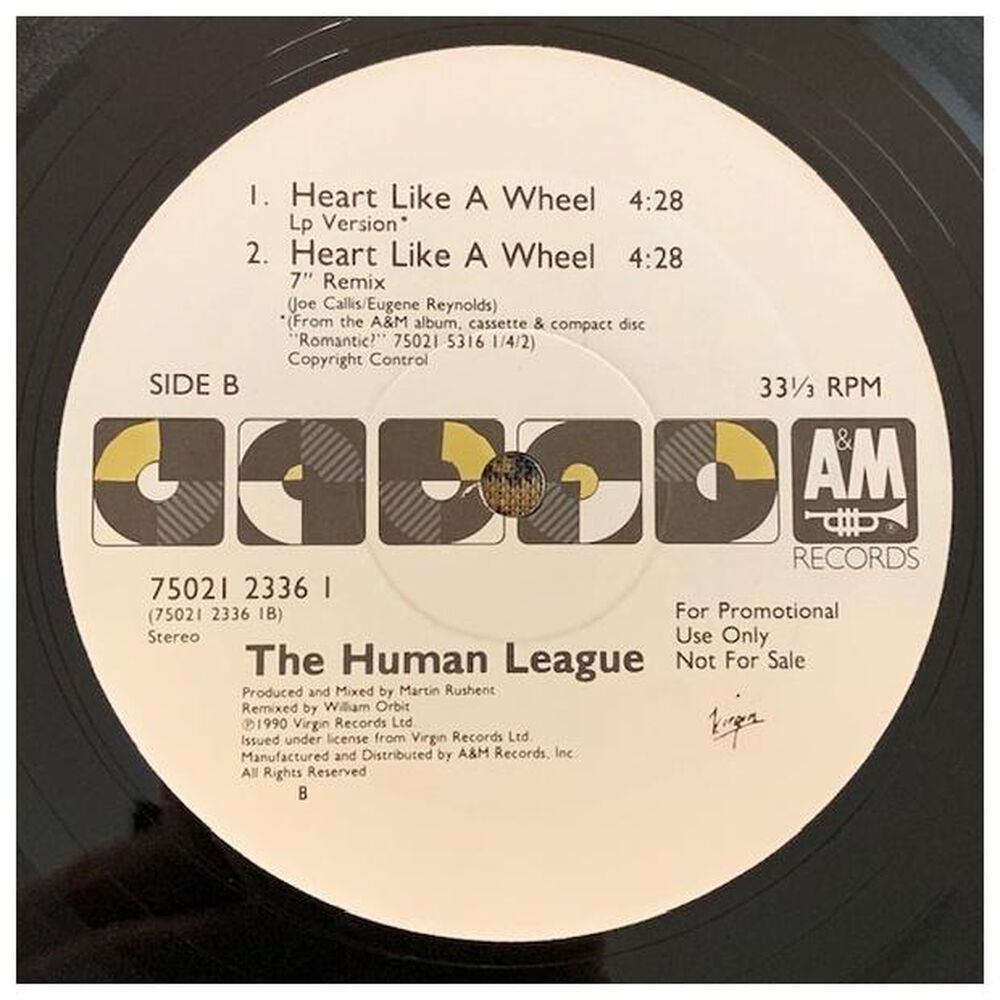 1. Heart Like A Wheel 4:28
Lp Version*
2. Heart Like A Wheel 4:28
7" Remix
(Joe Callis/Eugene Reynolds)
*(From the A&M album, cassette & compact disc
"Romantic?" 75021 5316 1/4/2)
Copyright Control
SIDE B
33⅓ RPM
A&M
®
RECORDS
75021 2336 1
(75021 2336 1B)
Stereo
For Promotional
Use Only
Not For Sale
The Human League
Produced and Mixed by Martin Rushent
Remixed by William Orbit
℗1990 Virgin Records Ltd.
Issued under license from Virgin Records Ltd.
Manufactured and Distributed by A&M Records, Inc.
All Rights Reserved
B
Virgin